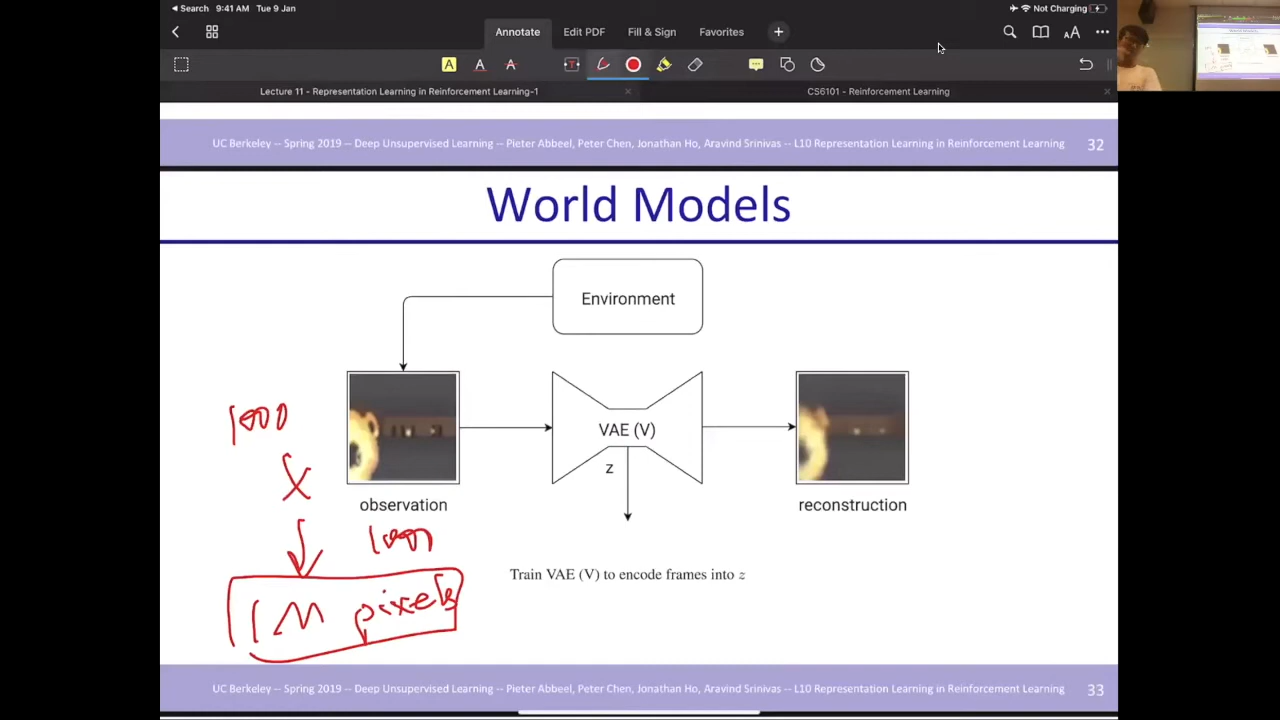 Search 9:41 AM Tue 9 Jan Not Charging
Annotate Edit PDF Fill & Sign Favorites
Lecture 11 - Representation Learning in Reinforcement Learning-1 CS6101 - Reinforcement Learning
UC Berkeley -- Spring 2019 -- Deep Unsupervised Learning -- Pieter Abbeel, Peter Chen, Jonathan Ho, Aravind Srinivas -- L10 Representation Learning in Reinforcement Learning 32
World Models
Environment
1000
VAE (V)
z
X
observation
reconstruction
1000
Train VAE (V) to encode frames into z
1M pixels
UC Berkeley -- Spring 2019 -- Deep Unsupervised Learning -- Pieter Abbeel, Peter Chen, Jonathan Ho, Aravind Srinivas -- L10 Representation Learning in Reinforcement Learning 33